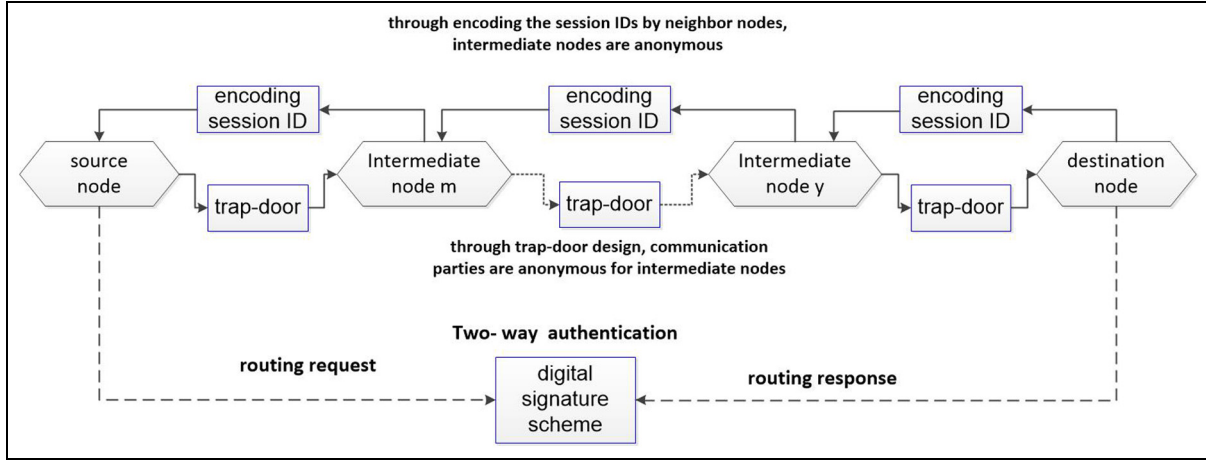 through encoding the session IDs by neighbor nodes,
intermediate nodes are anonymous
encoding
session ID
encoding
session ID
encoding
session ID
source
node
Intermediate
node m
Intermediate
node y
destination
node
trap-door
trap-door
trap-door
through trap-door design, communication
parties are anonymous for intermediate nodes
Two- way authentication
routing request
digital
signature
scheme
routing response